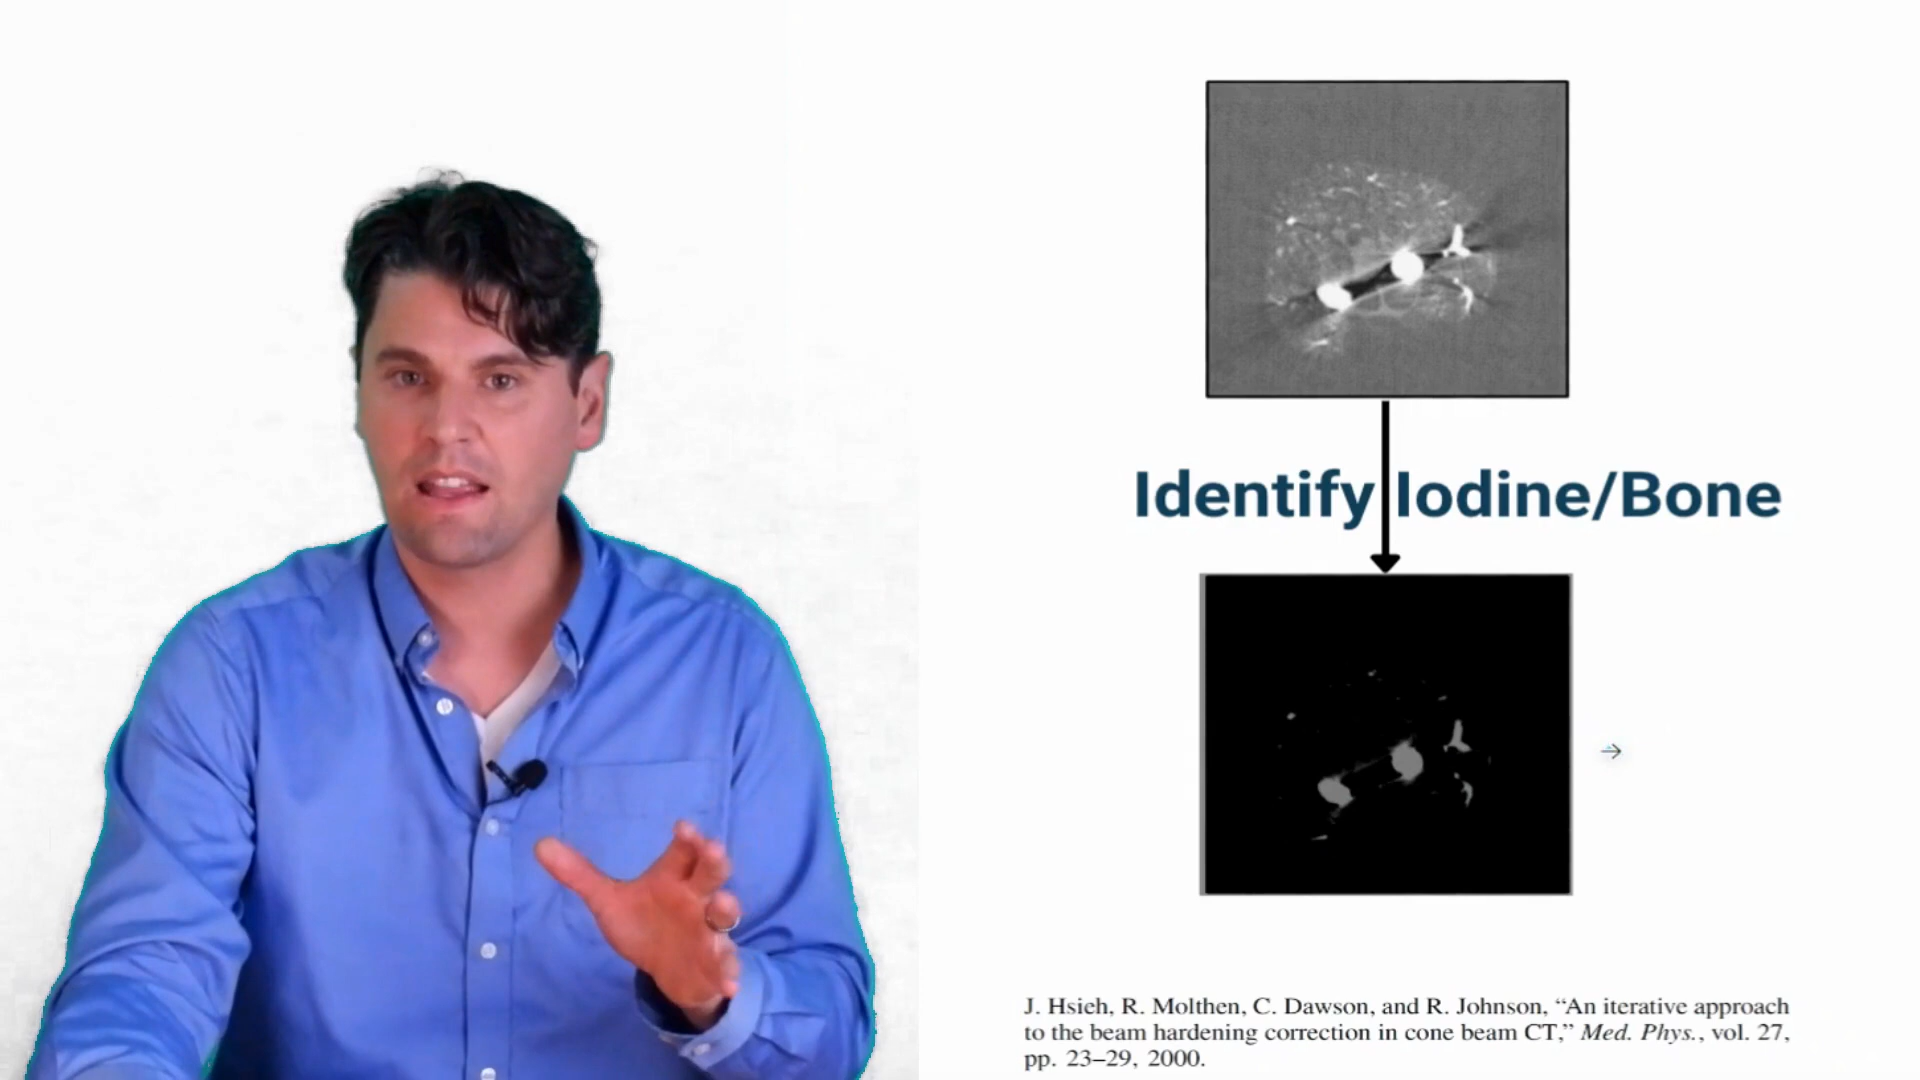 Identify Iodine/Bone
J. Hsieh, R. Molthen, C. Dawson, and R. Johnson, “An iterative approach
to the beam hardening correction in cone beam CT,” Med. Phys., vol. 27,
pp. 23–29, 2000.